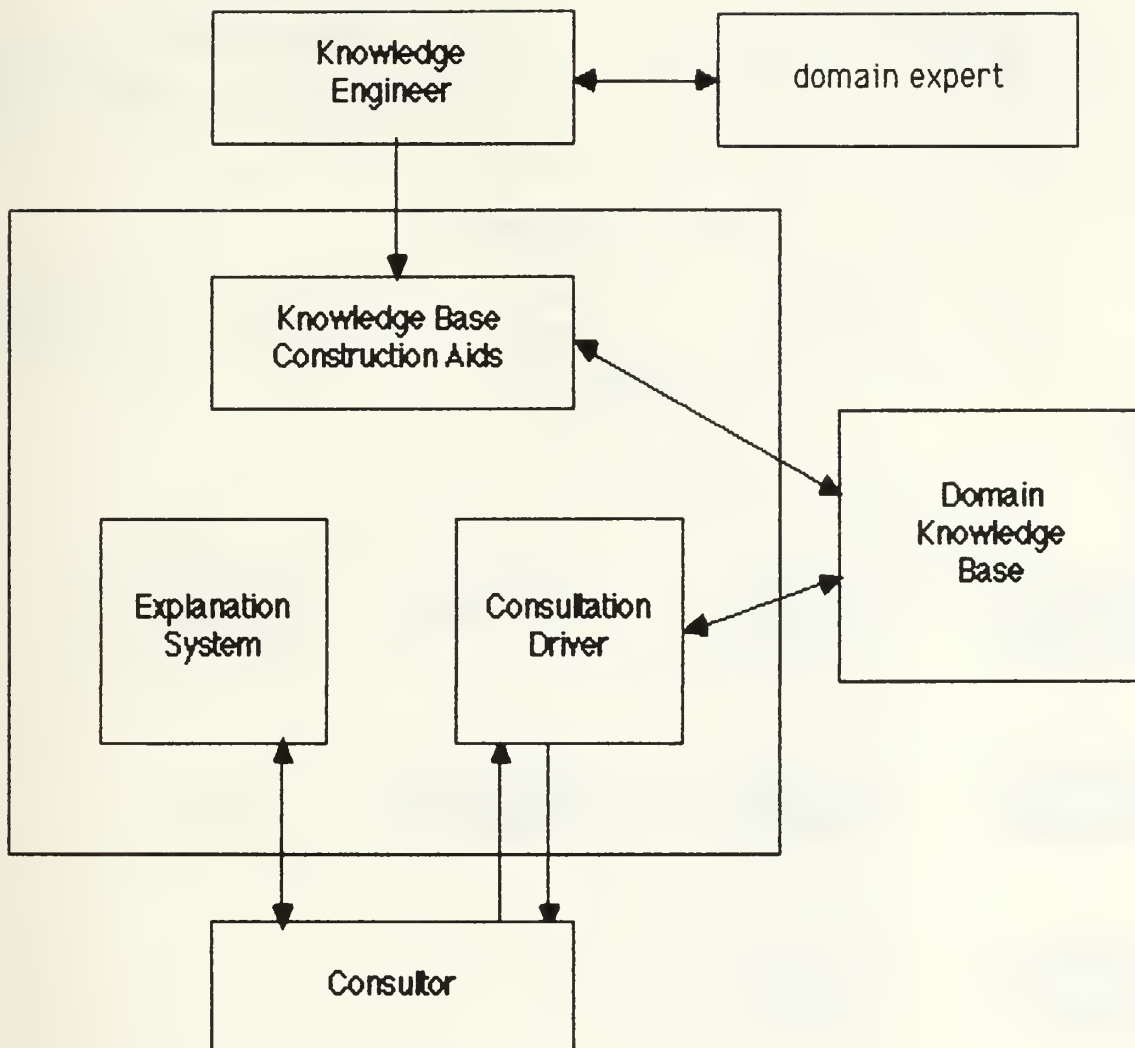 Knowledge
Engineer
domain expert
Knowledge Base
Construction Aids
Domain
Knowledge
Base
Explanation
System
Consultation
Driver
Consultor